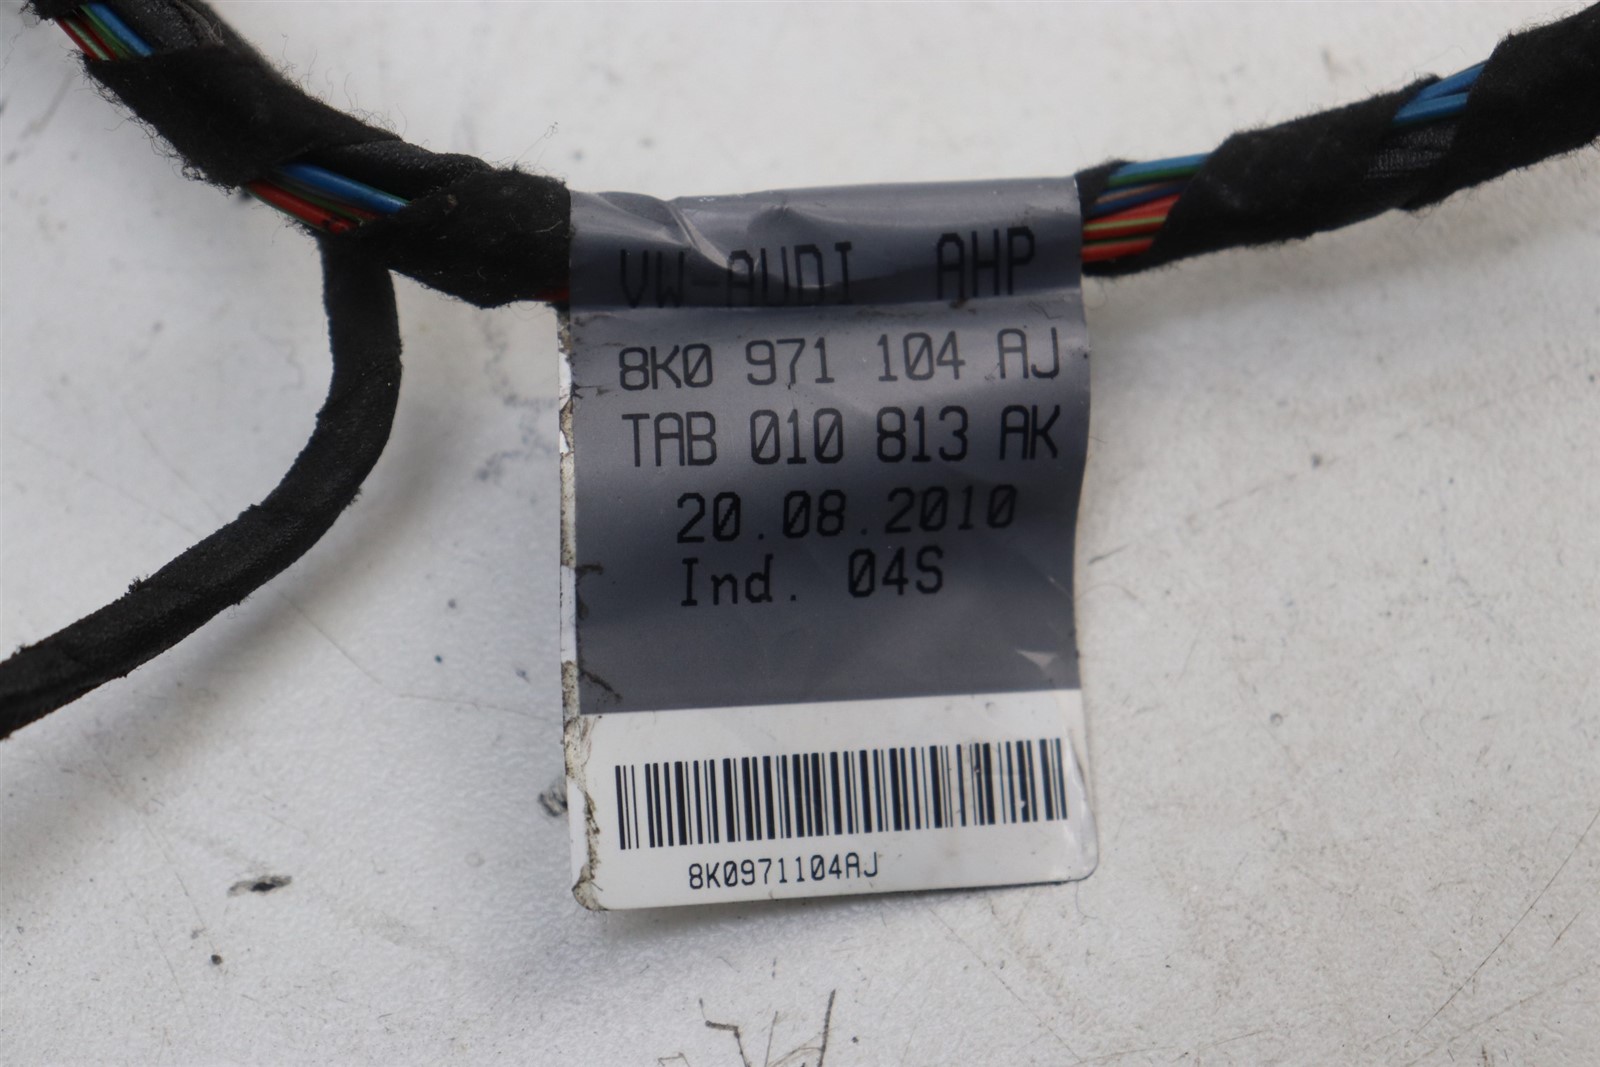 VW-AUDI AHP
8K0 971 104 AJ
TAB 010 813 AK
20.08.2010
Ind. 04S
8K0971104AJ